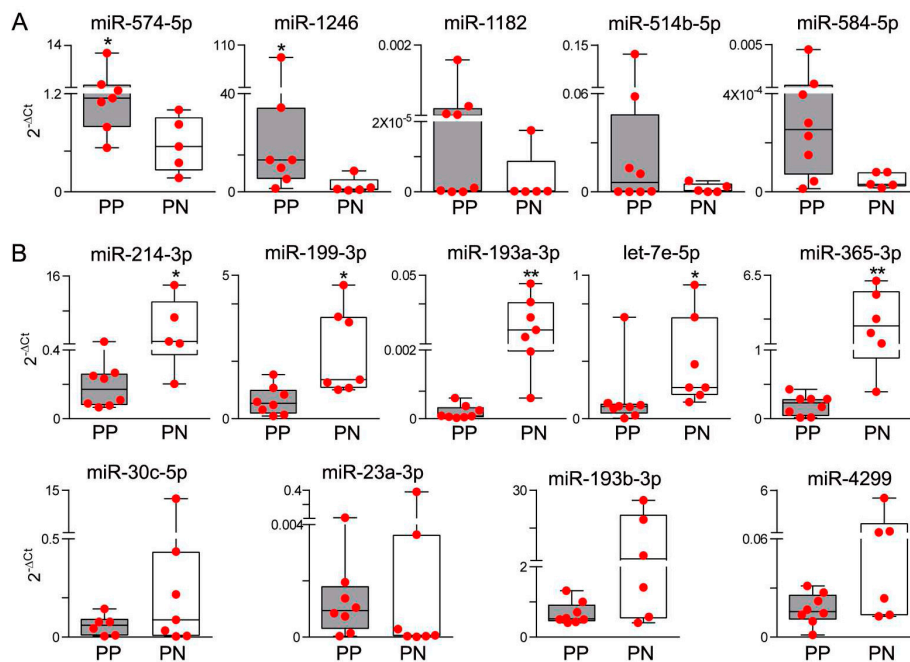 A
miR-574-5p miR-1246 miR-1182 miR-514b-5p miR-584-5p
2^-ΔCt
14 1.2 0 * PP PN
110 40 0 * PP PN
0.002 2X10^-5 0 PP PN
0.15 0.06 0 PP PN
0.005 4X10^-4 0 PP PN
B
miR-214-3p miR-199-3p miR-193a-3p let-7e-5p miR-365-3p
2^-ΔCt
16 0.4 0 * PP PN
5 0 * PP PN
0.05 0.002 0 ** PP PN
1 0 * PP PN
6.5 1 0 ** PP PN
miR-30c-5p miR-23a-3p miR-193b-3p miR-4299
2^-ΔCt
15 0.5 0 PP PN
0.4 0.004 0 PP PN
30 2 0 PP PN
6 0.06 0 PP PN